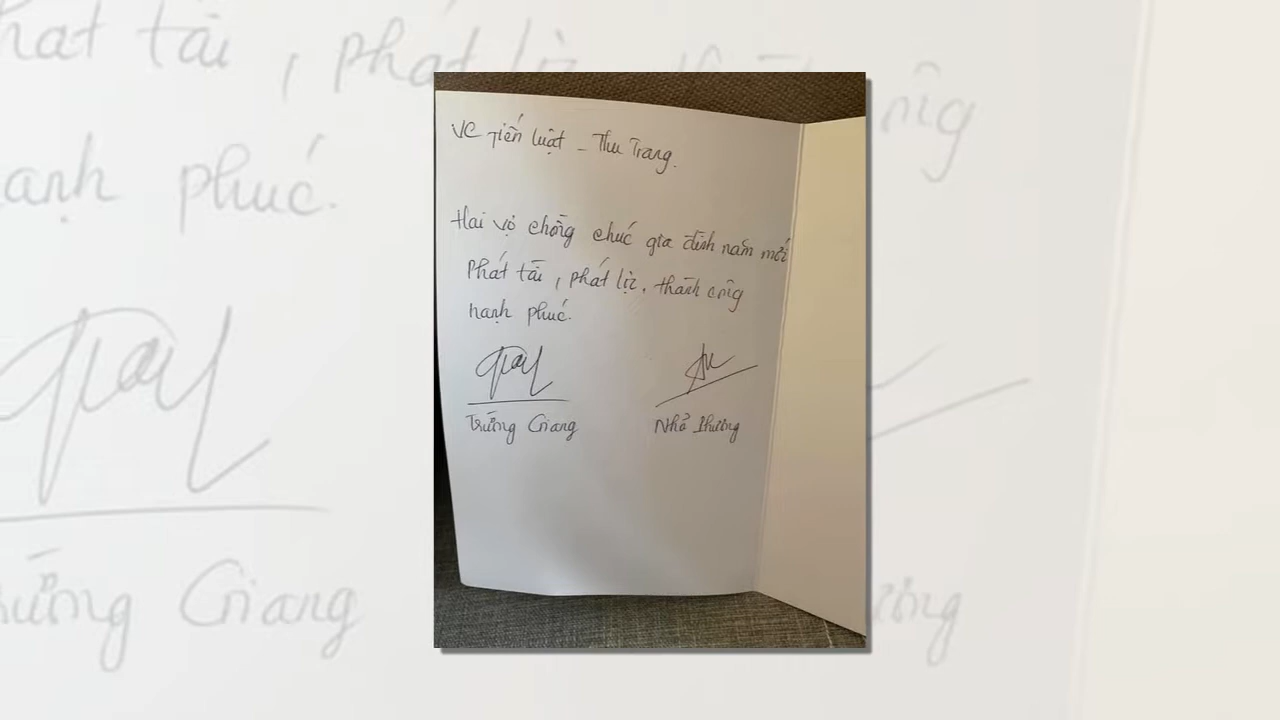 VC Tiến Luật - Thu Trang.
Hai vợ chồng chúc gia đình năm mới
Phát tài, phát lộc, thành công
hạnh phúc.
Trường Giang
Nhã Phương